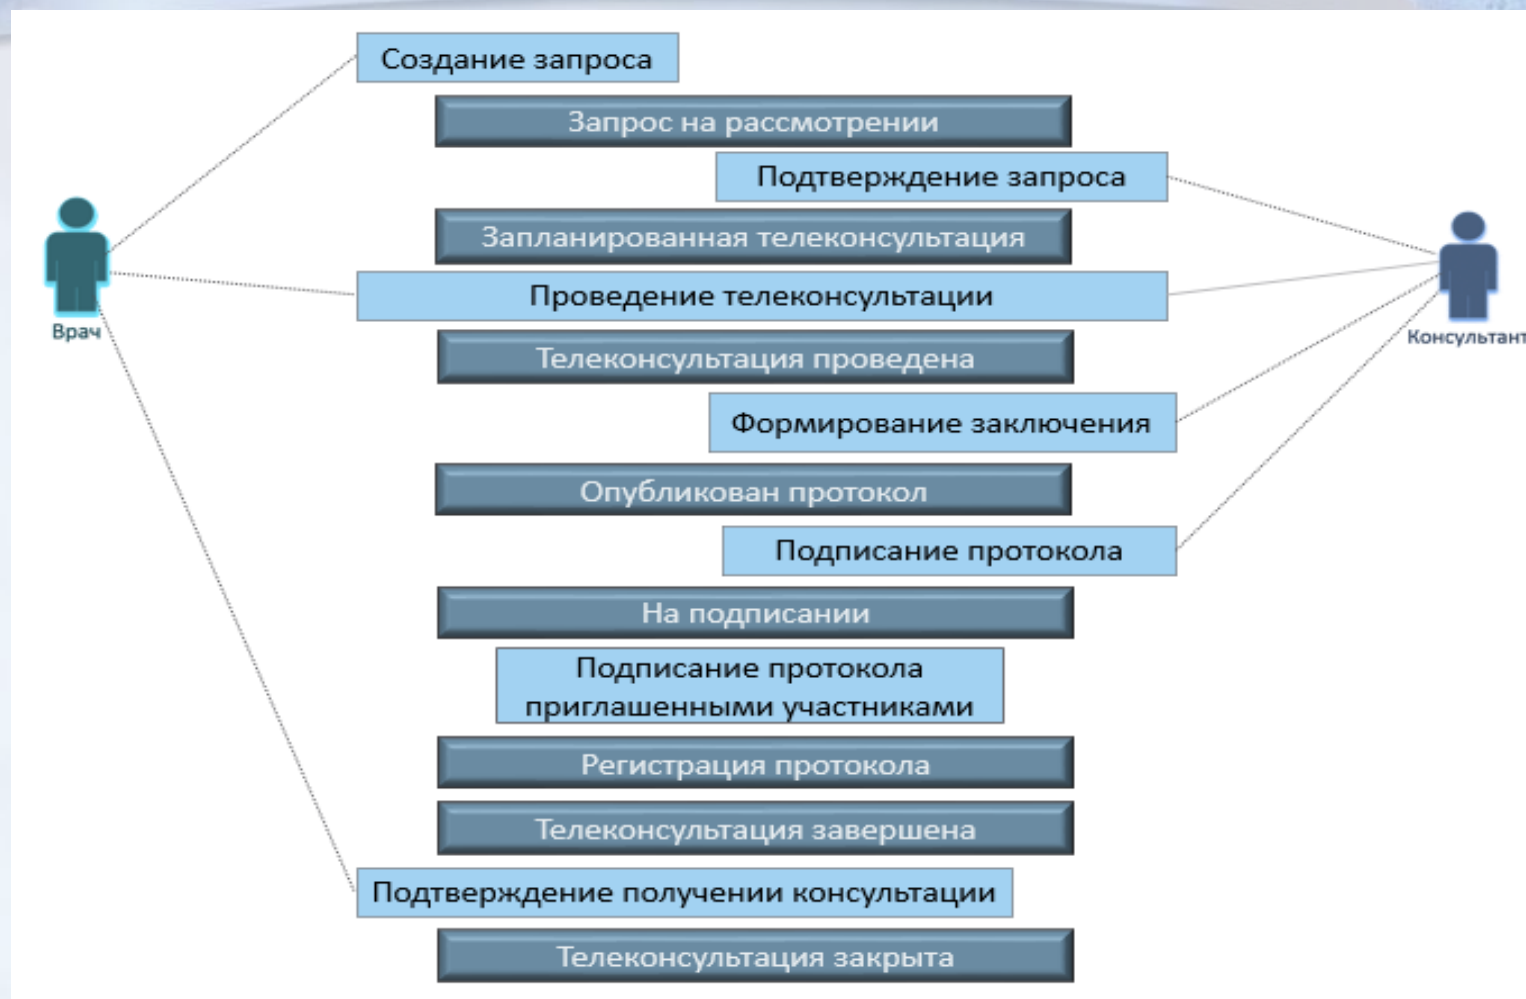 Создание запроса
Запрос на рассмотрении
Подтверждение запроса
Запланированная телеконсультация
Проведение телеконсультации
Врач
Консультант
Телеконсультация проведена
Формирование заключения
Опубликован протокол
Подписание протокола
На подписании
Подписание протокола
приглашенными участниками
Регистрация протокола
Телеконсультация завершена
Подтверждение получении консультации
Телеконсультация закрыта